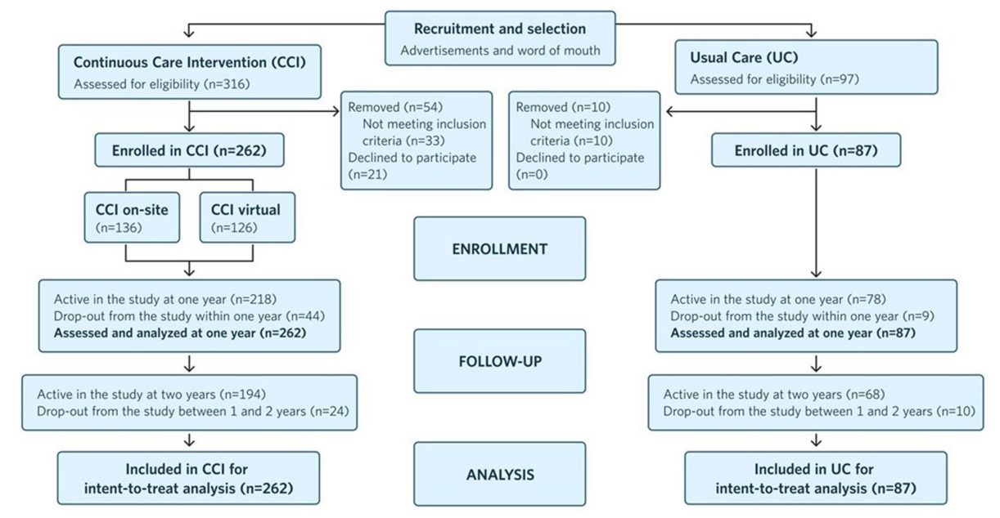 Recruitment and selection
Advertisements and word of mouth
Continuous Care Intervention (CCI)
Assessed for eligibility (n=316)
Usual Care (UC)
Assessed for eligibility (n=97)
Removed (n=54)
Not meeting inclusion
criteria (n=33)
Declined to participate
(n=21)
Removed (n=10)
Not meeting inclusion
criteria (n=10)
Declined to participate
(n=0)
Enrolled in CCI (n=262)
Enrolled in UC (n=87)
CCI on-site
(n=136)
CCI virtual
(n=126)
ENROLLMENT
Active in the study at one year (n=218)
Drop-out from the study within one year (n=44)
Assessed and analyzed at one year (n=262)
Active in the study at one year (n=78)
Drop-out from the study within one year (n=9)
Assessed and analyzed at one year (n=87)
FOLLOW-UP
Active in the study at two years (n=194)
Drop-out from the study between 1 and 2 years (n=24)
Active in the study at two years (n=68)
Drop-out from the study between 1 and 2 years (n=10)
Included in CCI for
intent-to-treat analysis (n=262)
ANALYSIS
Included in UC for
intent-to-treat analysis (n=87)